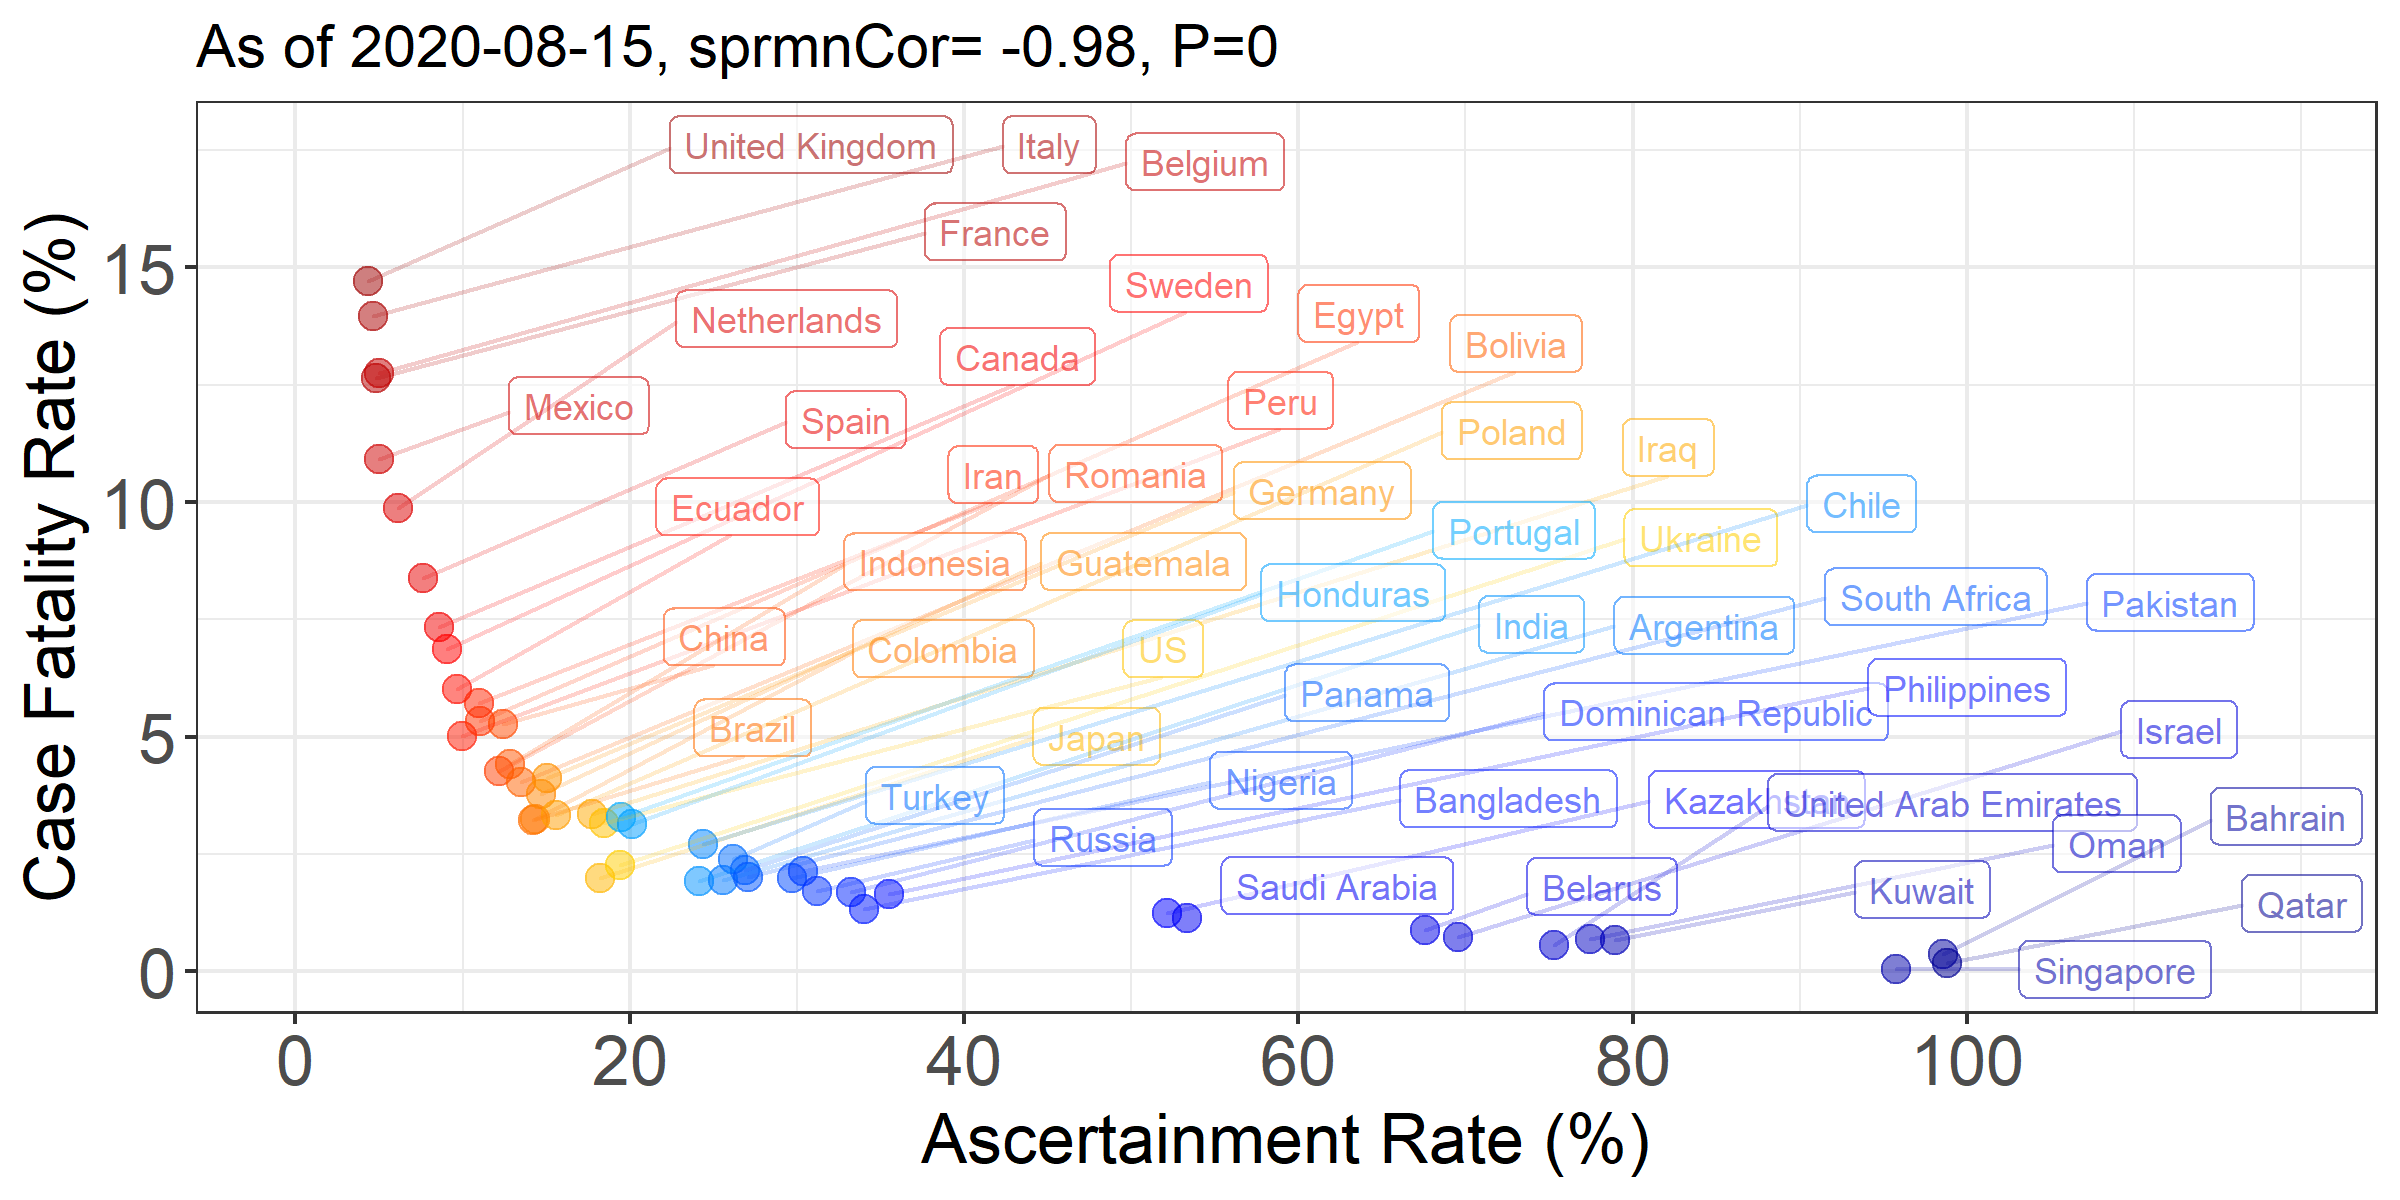 As of 2020-08-15, sprmnCor= -0.98, P=0
Case Fatality Rate (%)
15
10
5
0
United Kingdom
Italy
Belgium
France
Sweden
Netherlands
Egypt
Canada
Bolivia
Mexico
Spain
Peru
Poland
Iraq
Iran
Romania
Germany
Ecuador
Chile
Portugal
Ukraine
Indonesia
Guatemala
Honduras
South Africa
Pakistan
China
Colombia
US
India
Argentina
Panama
Philippines
Brazil
Japan
Dominican Republic
Israel
Turkey
Nigeria
Bangladesh
Kazakhstan
United Arab Emirates
Bahrain
Russia
Oman
Saudi Arabia
Belarus
Kuwait
Qatar
Singapore
0
20
40
60
80
100
Ascertainment Rate (%)